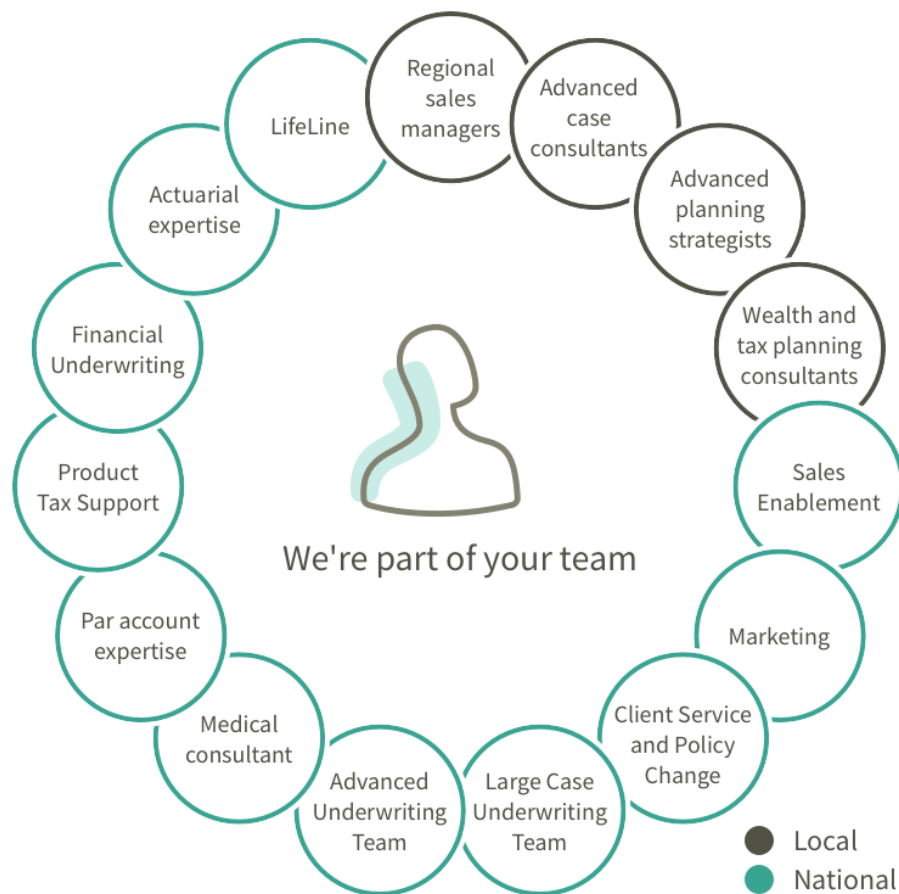 Regional
sales
managers
Advanced
case
consultants
Advanced
planning
strategists
Wealth and
tax planning
consultants
Sales
Enablement
Marketing
Client Service
and Policy
Change
Large Case
Underwriting
Team
Advanced
Underwriting
Team
Medical
consultant
Par account
expertise
Product
Tax Support
Financial
Underwriting
Actuarial
expertise
LifeLine
We're part of your team
Local
National